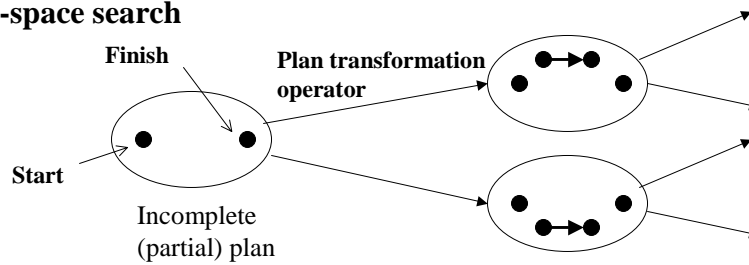 -space search
Finish
Plan transformation
operator
Start
Incomplete
(partial) plan